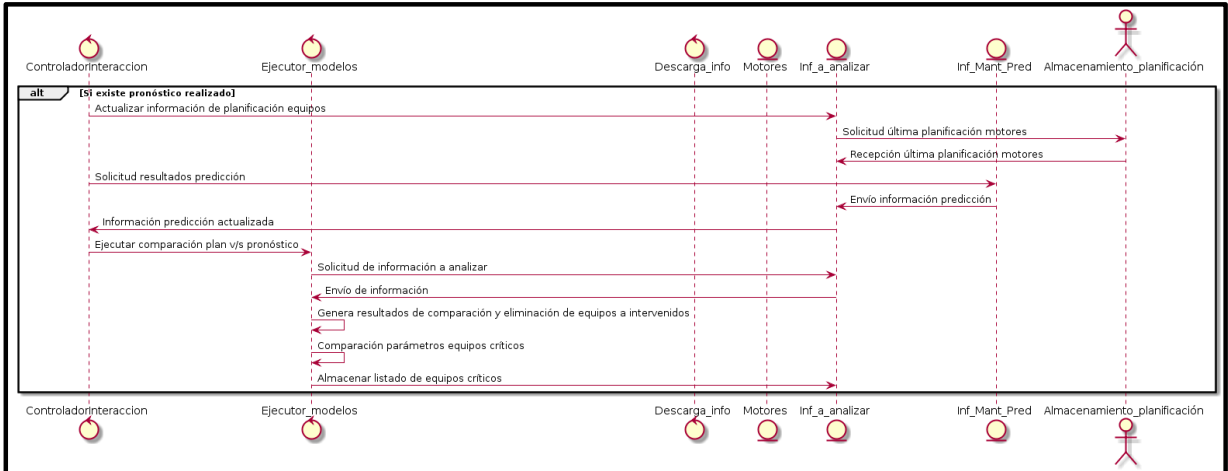 ControladorInteraccion Ejecutor_modelos Descarga_info Motores Inf_a_analizar Inf_Mant_Pred Almacenamiento_planificación
alt [Si existe pronóstico realizado]
Actualizar información de planificación equipos
Solicitud última planificación motores
Recepción última planificación motores
Solicitud resultados predicción
Envío información predicción
Información predicción actualizada
Ejecutar comparación plan v/s pronóstico
Solicitud de información a analizar
Envío de información
Genera resultados de comparación y eliminación de equipos a intervenidos
Comparación parámetros equipos críticos
Almacenar listado de equipos críticos
ControladorInteraccion Ejecutor_modelos Descarga_info Motores Inf_a_analizar Inf_Mant_Pred Almacenamiento_planificación